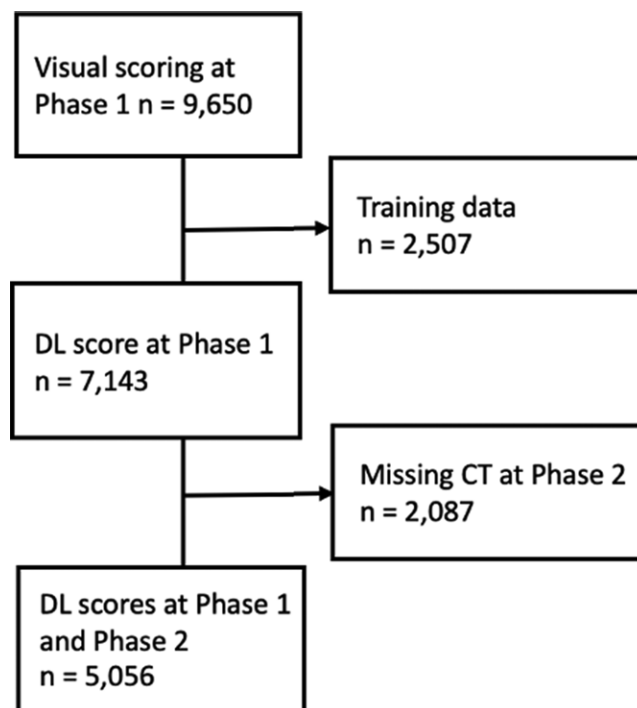 Visual scoring at
Phase 1 n = 9,650
Training data
n = 2,507
DL score at Phase 1
n = 7,143
Missing CT at Phase 2
n = 2,087
DL scores at Phase 1
and Phase 2
n = 5,056